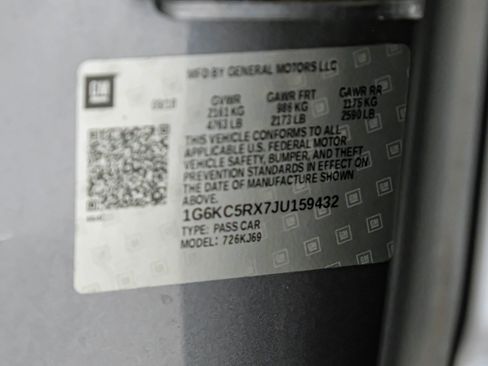 MFD BY GENERAL MOTORS LLC
GM
GVWR GAWR FRT GAWR RR
2161 KG 986 KG 1175 KG
4763 LB 2173 LB 2590 LB
THIS VEHICLE CONFORMS TO ALL
APPLICABLE U.S. FEDERAL MOTOR
VEHICLE SAFETY, BUMPER, AND THEFT
PREVENTION STANDARDS IN EFFECT ON
THE DATE OF MANUFACTURE SHOWN
ABOVE.
1G6KC5RX7JU159432
TYPE: PASS CAR
MODEL: 726KJ69